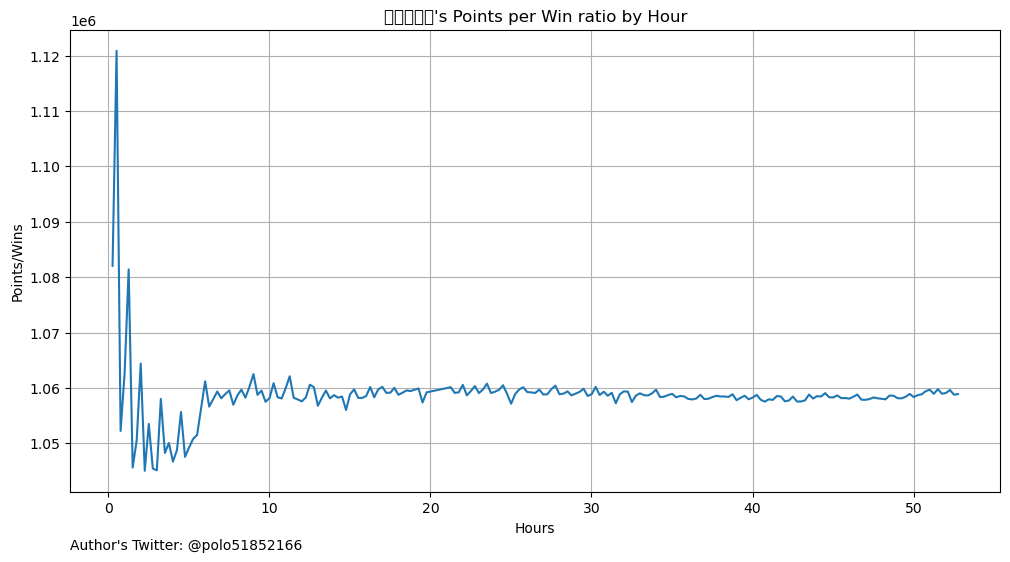 1e6
's Points per Win ratio by Hour
1.12
1.11
1.10
1.09
1.08
1.07
1.06
1.05
Points/Wins
0 10 20 30 40 50
Hours
Author's Twitter: @polo51852166